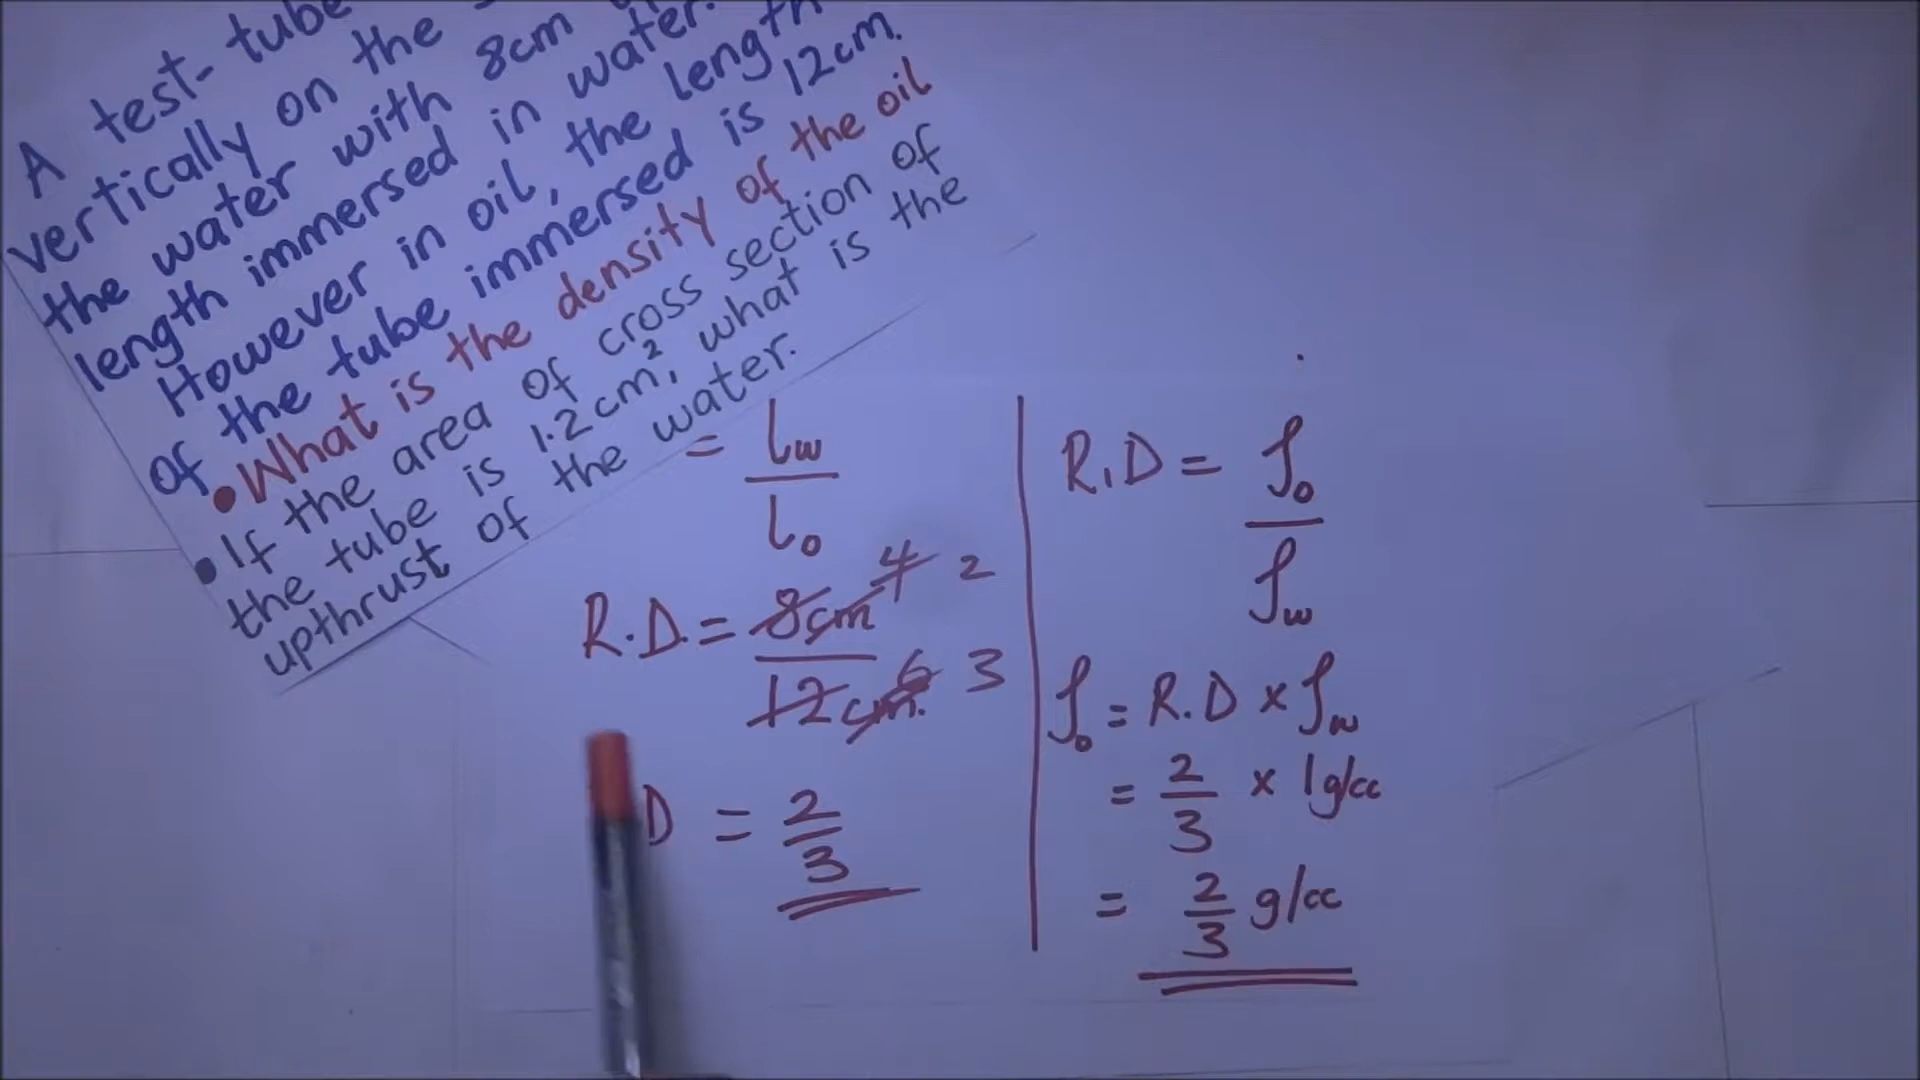 A test-tube
vertically on the
the water with 8cm
length immersed in water.
However in oil, the length
of the tube immersed is 12cm.
• What is the density of the oil
• If the area of cross section of
the tube is 1.2cm², what is the
upthrust of the water.
= lw
lo
R.D. = 8cm 4 2
12cm. 6 3
D = 2
3
R.D = ρo
ρw
ρo = R.D × ρw
= 2/3 × 1g/cc
= 2/3 g/cc